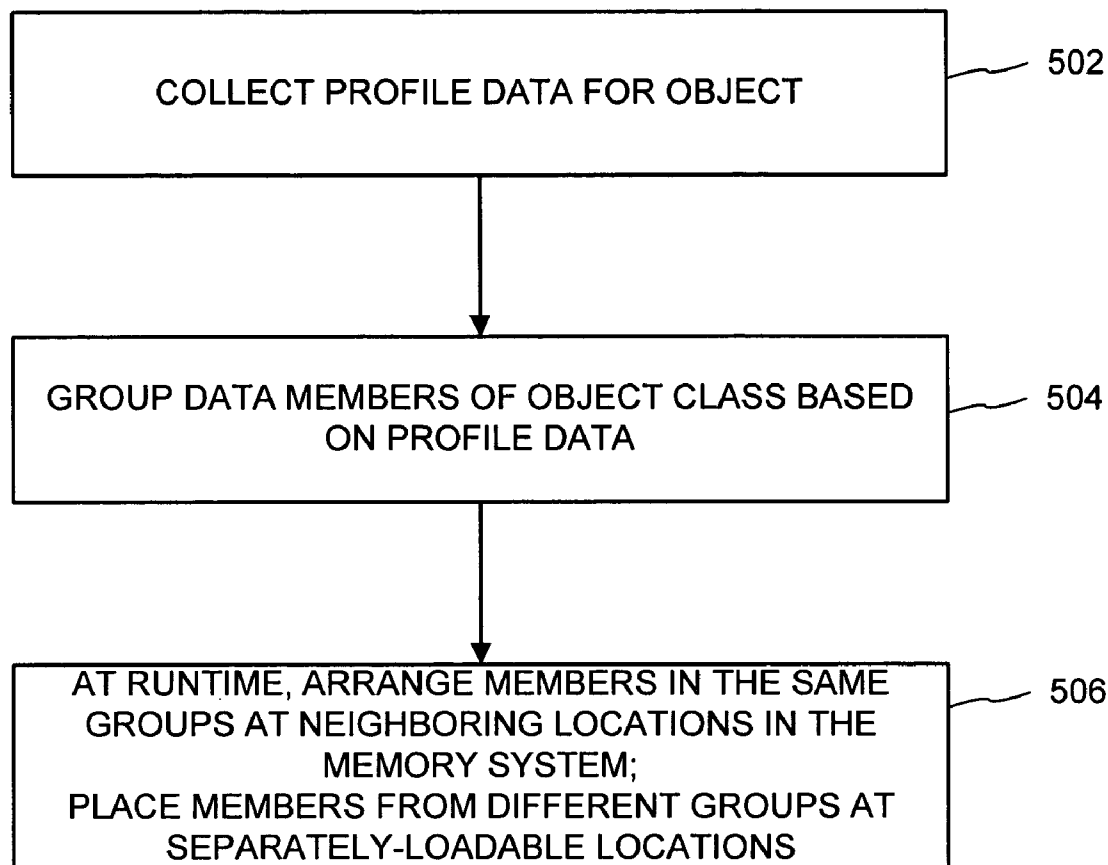 COLLECT PROFILE DATA FOR OBJECT
502
GROUP DATA MEMBERS OF OBJECT CLASS BASED
ON PROFILE DATA
504
AT RUNTIME, ARRANGE MEMBERS IN THE SAME
GROUPS AT NEIGHBORING LOCATIONS IN THE
MEMORY SYSTEM;
PLACE MEMBERS FROM DIFFERENT GROUPS AT
SEPARATELY-LOADABLE LOCATIONS
506